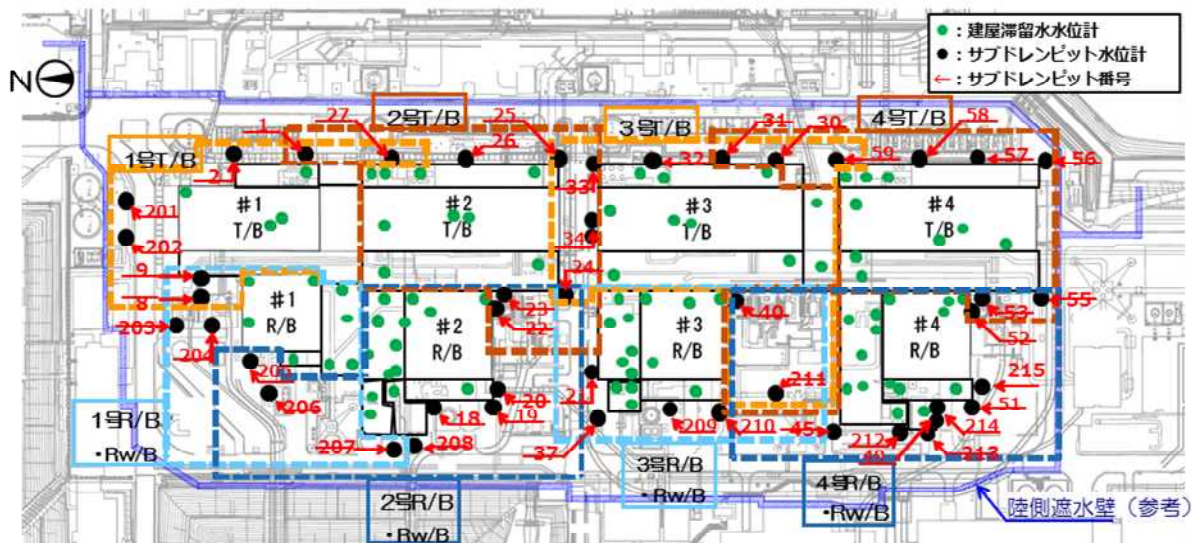 ●：建屋滞留水水位計
●：サブドレンピット水位計
←：サブドレンピット番号
N
1号T/B
2号T/B
3号T/B
4号T/B
27
1
2
25
26
33
32
31
30
59
58
57
56
201
202
9
8
203
204
34
24
#1
T/B
#2
T/B
#3
T/B
#4
T/B
#1
R/B
#2
R/B
#3
R/B
#4
R/B
23
22
40
53
52
55
205
206
207
208
18
19
20
21
37
209
210
211
45
212
49
213
214
51
215
1号R/B
・Rw/B
2号R/B
・Rw/B
3号R/B
・Rw/B
4号R/B
・Rw/B
陸側遮水壁（参考）